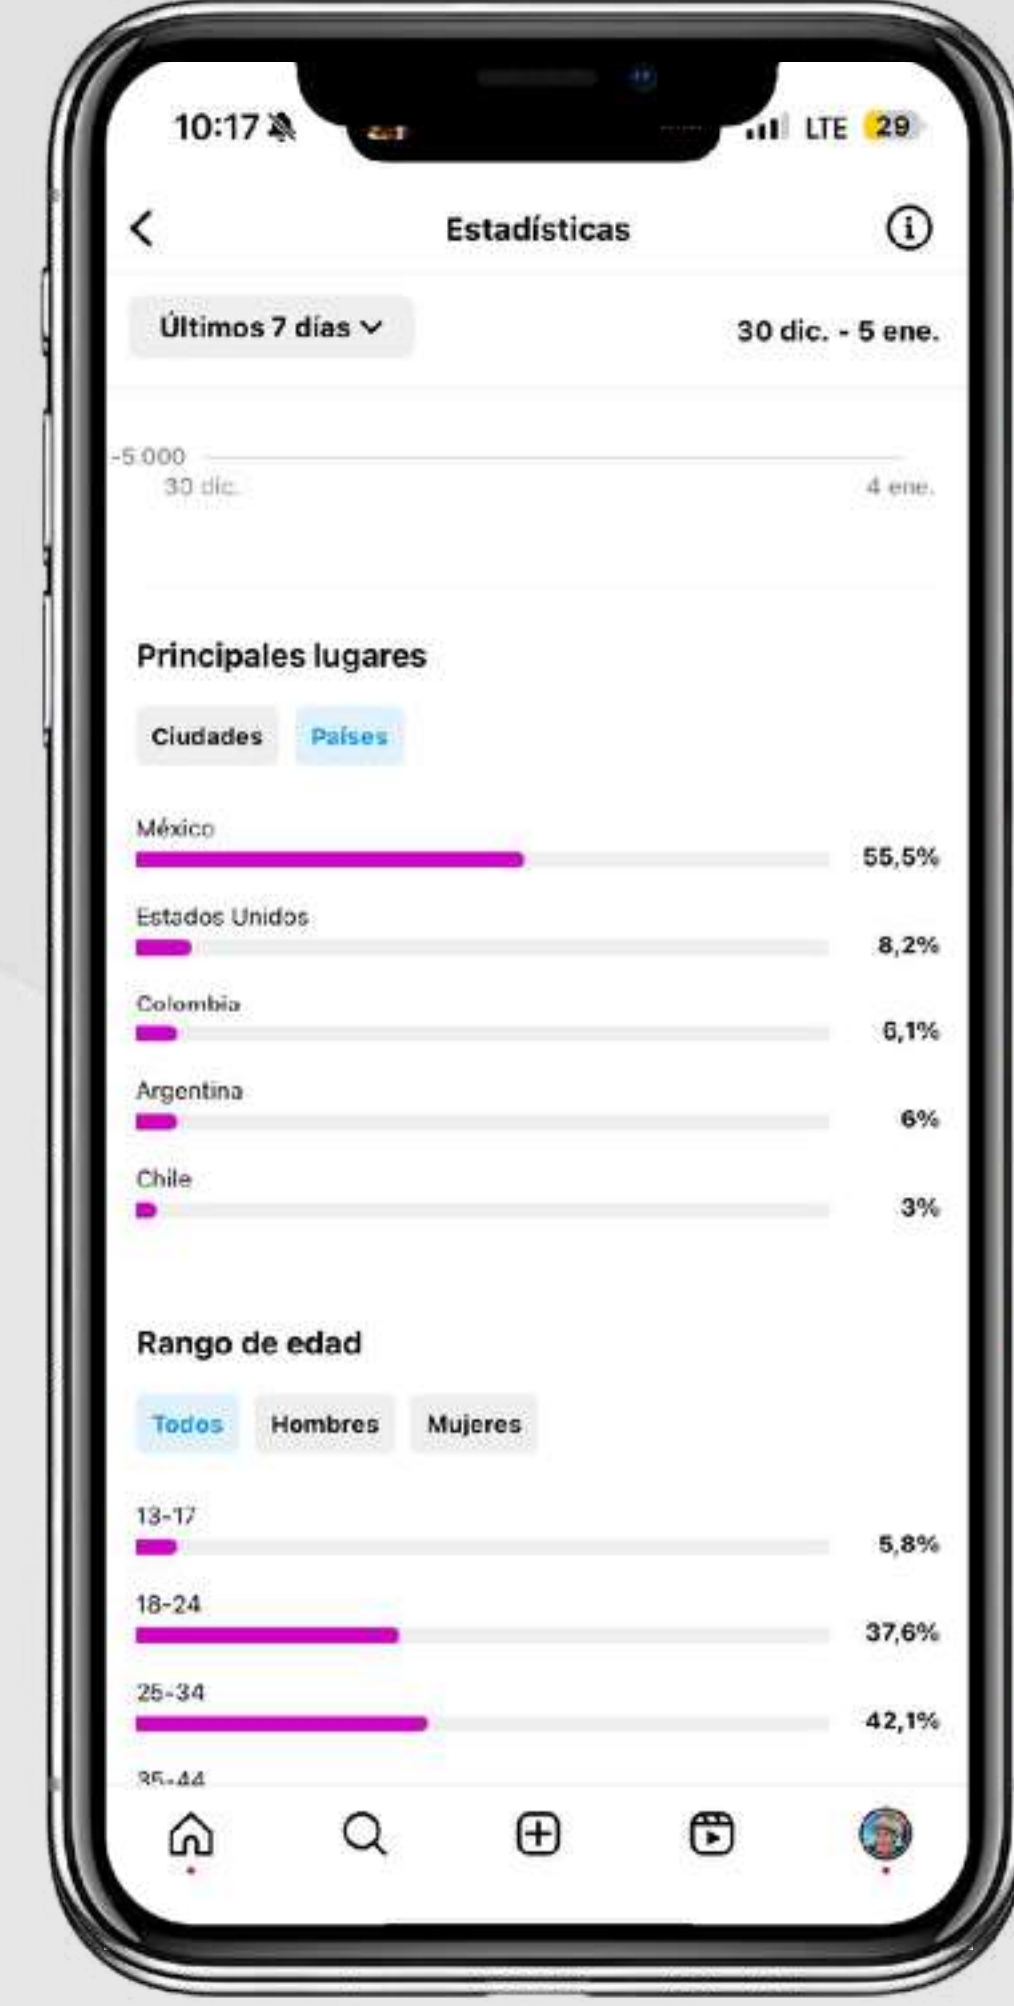 10:17
LTE 29
Estadísticas
Últimos 7 días
30 dic. - 5 ene.
-5 000
30 dic.
4 ene.
Principales lugares
Ciudades
Países
México
55,5%
Estados Unidos
8,2%
Colombia
6,1%
Argentina
6%
Chile
3%
Rango de edad
Todos
Hombres
Mujeres
13-17
5,8%
18-24
37,6%
25-34
42,1%
35-44